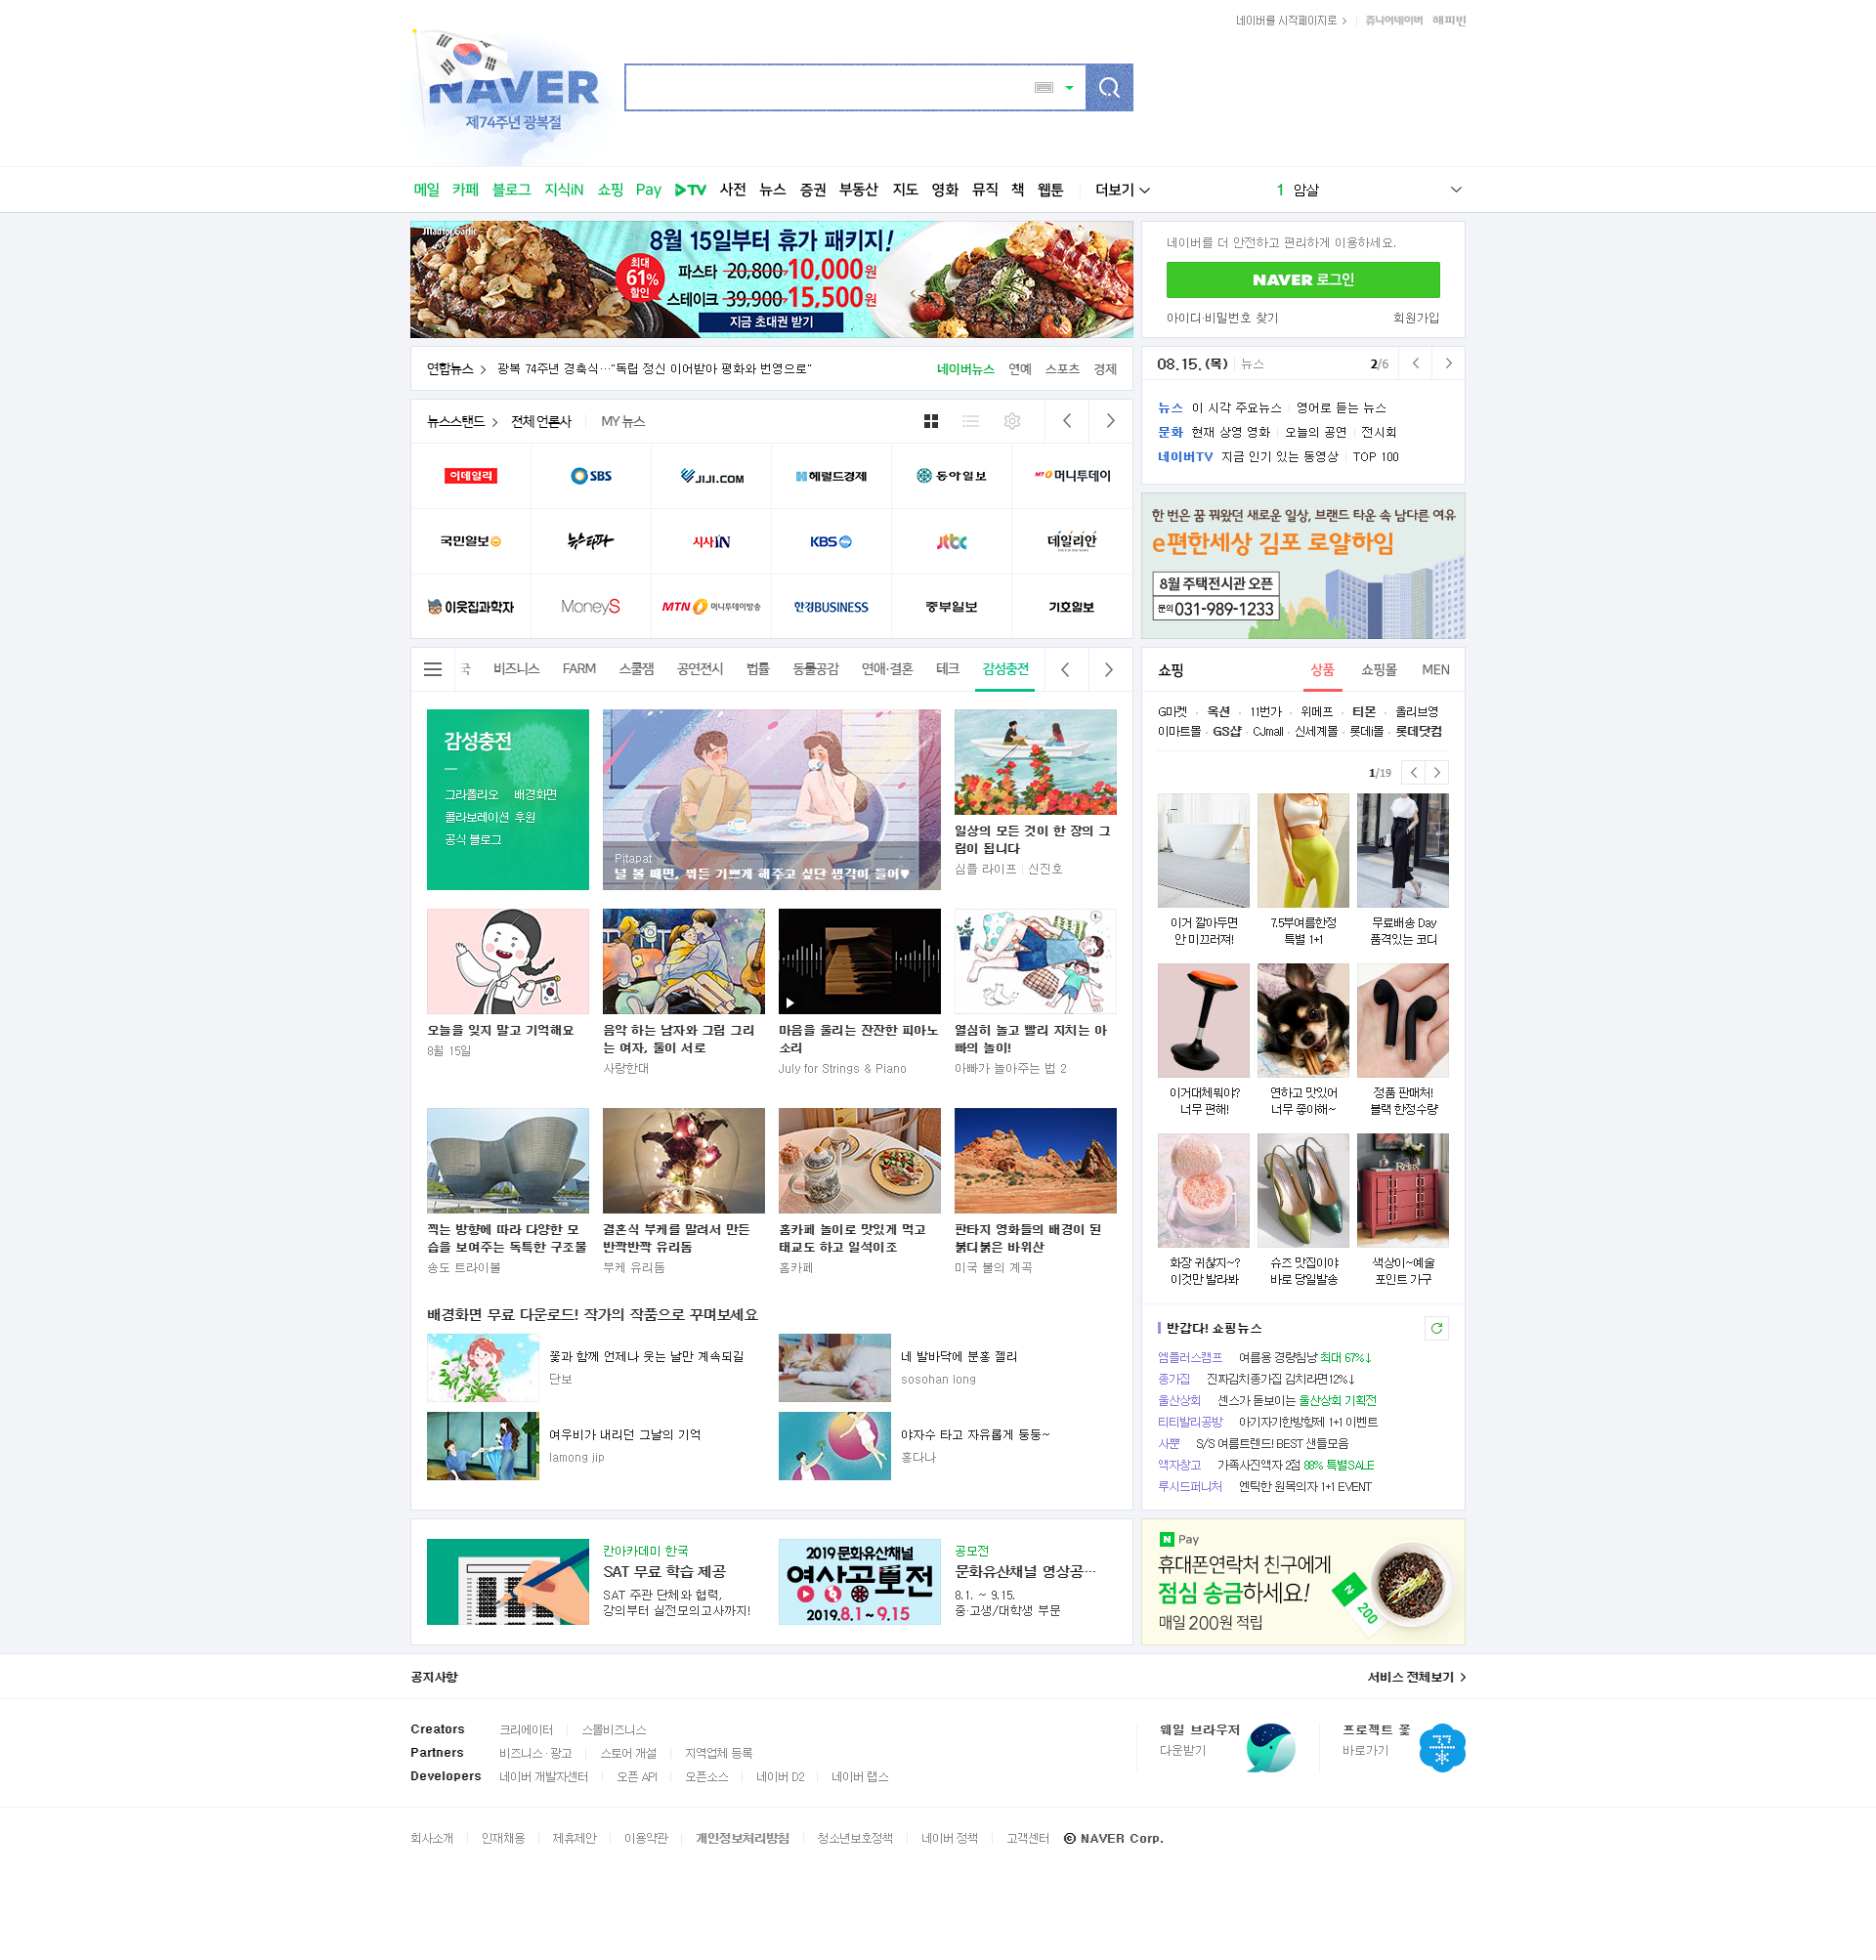 네이버를 시작페이지로
쥬니어네이버 해피빈
NAVER
제74주년 광복절
메일 카페 블로그 지식iN 쇼핑 Pay TV 사전 뉴스 증권 부동산 지도 영화 뮤직 책 웹툰 더보기
1 암살
Madforgarlic
8월 15일부터 휴가 패키지!
최대 61% 할인
파스타 20,800 10,000원
스테이크 39,900 15,500원
지금 초대권 받기
네이버를 더 안전하고 편리하게 이용하세요.
NAVER 로그인
아이디·비밀번호 찾기 회원가입
연합뉴스 광복 74주년 경축식…"독립 정신 이어받아 평화와 번영으로"
네이버뉴스 연예 스포츠 경제
08.15.(목) 뉴스 2/6
뉴스 이 시각 주요뉴스 영어로 듣는 뉴스
문화 현재 상영 영화 오늘의 공연 전시회
네이버TV 지금 인기 있는 동영상 TOP 100
뉴스스탠드 전체 언론사 MY 뉴스
이데일리 SBS JIJI.COM 헤럴드경제 동아일보 MT 머니투데이
국민일보 뉴스타파 시사IN KBS jtbc 데일리안
이웃집과학자 MoneyS MTN 머니투데이방송 한경BUSINESS 중부일보 기호일보
한 번은 꿈 꿔왔던 새로운 일상, 브랜드 타운 속 남다른 여유
e편한세상 김포 로얄하임
8월 주택전시관 오픈
문의 031-989-1233
국 비즈니스 FARM 스쿨잼 공연전시 법률 동물공감 연애·결혼 테크 감성충전
감성충전
그라폴리오 배경화면
콜라보레이션 후원
공식 블로그
Pitapat
널 볼 때면, 뭐든 기쁘게 해주고 싶단 생각이 들어♥
일상의 모든 것이 한 장의 그
림이 됩니다
심플 라이프 신진호
오늘을 잊지 말고 기억해요
8월 15일
음악 하는 남자와 그림 그리
는 여자, 둘이 서로
사랑한대
마음을 울리는 잔잔한 피아노
소리
July for Strings & Piano
열심히 놀고 빨리 지치는 아
빠의 놀이!
아빠가 놀아주는 법 2
찍는 방향에 따라 다양한 모
습을 보여주는 독특한 구조물
송도 트라이볼
결혼식 부케를 말려서 만든
반짝반짝 유리돔
부케 유리돔
홈카페 놀이로 맛있게 먹고
태교도 하고 일석이조
홈카페
판타지 영화들의 배경이 된
붉디붉은 바위산
미국 불의 계곡
배경화면 무료 다운로드! 작가의 작품으로 꾸며보세요
꽃과 함께 언제나 웃는 날만 계속되길
단보
네 발바닥에 분홍 젤리
sosohan long
여우비가 내리던 그날의 기억
lamong jip
야자수 타고 자유롭게 둥둥~
홍다나
쇼핑 상품 쇼핑몰 MEN
G마켓 · 옥션 · 11번가 · 위메프 · 티몬 · 올리브영
이마트몰 · GS샵 · CJmall · 신세계몰 · 롯데i몰 · 롯데닷컴
1/19
이거 깔아두면
안 미끄러져!
7.5부여름한정
특별 1+1
무료배송 Day
품격있는 코디
이거대체뭐야?
너무 편해!
연하고 맛있어
너무 좋아해~
정품 판매처!
블랙 한정수량
Relax
화장 귀찮지~?
이것만 발라봐
슈즈 맛집이야
바로 당일발송
색상이~예술
포인트 가구
반갑다! 쇼핑뉴스
엠플러스캠프 여름용 경량침낭 최대 67%↓
종가집 진짜김치종가집 김치라면12%↓
울산상회 센스가 돋보이는 울산상회 기획전
티티발리공방 아기자기한방향제 1+1 이벤트
사뿐 S/S 여름트렌드! BEST 샌들모음
액자창고 가족사진액자 2점 88% 특별SALE
루시드퍼니처 엔틱한 원목의자 1+1 EVENT
칸아카데미 한국
SAT 무료 학습 제공
SAT 주관 단체와 협력,
강의부터 실전모의고사까지!
2019 문화유산채널
영상공모전
2019.8.1 ~ 9.15
공모전
문화유산채널 영상공…
8.1. ~ 9.15.
중·고생/대학생 부문
N Pay
휴대폰연락처 친구에게
점심 송금하세요!
매일 200원 적립
N 200
공지사항 서비스 전체보기
Creators 크리에이터 스몰비즈니스
Partners 비즈니스·광고 스토어 개설 지역업체 등록
Developers 네이버 개발자센터 오픈 API 오픈소스 네이버 D2 네이버 랩스
웨일 브라우저
다운받기
프로젝트 꽃
바로가기
회사소개 인재채용 제휴제안 이용약관 개인정보처리방침 청소년보호정책 네이버 정책 고객센터 ⓒ NAVER Corp.